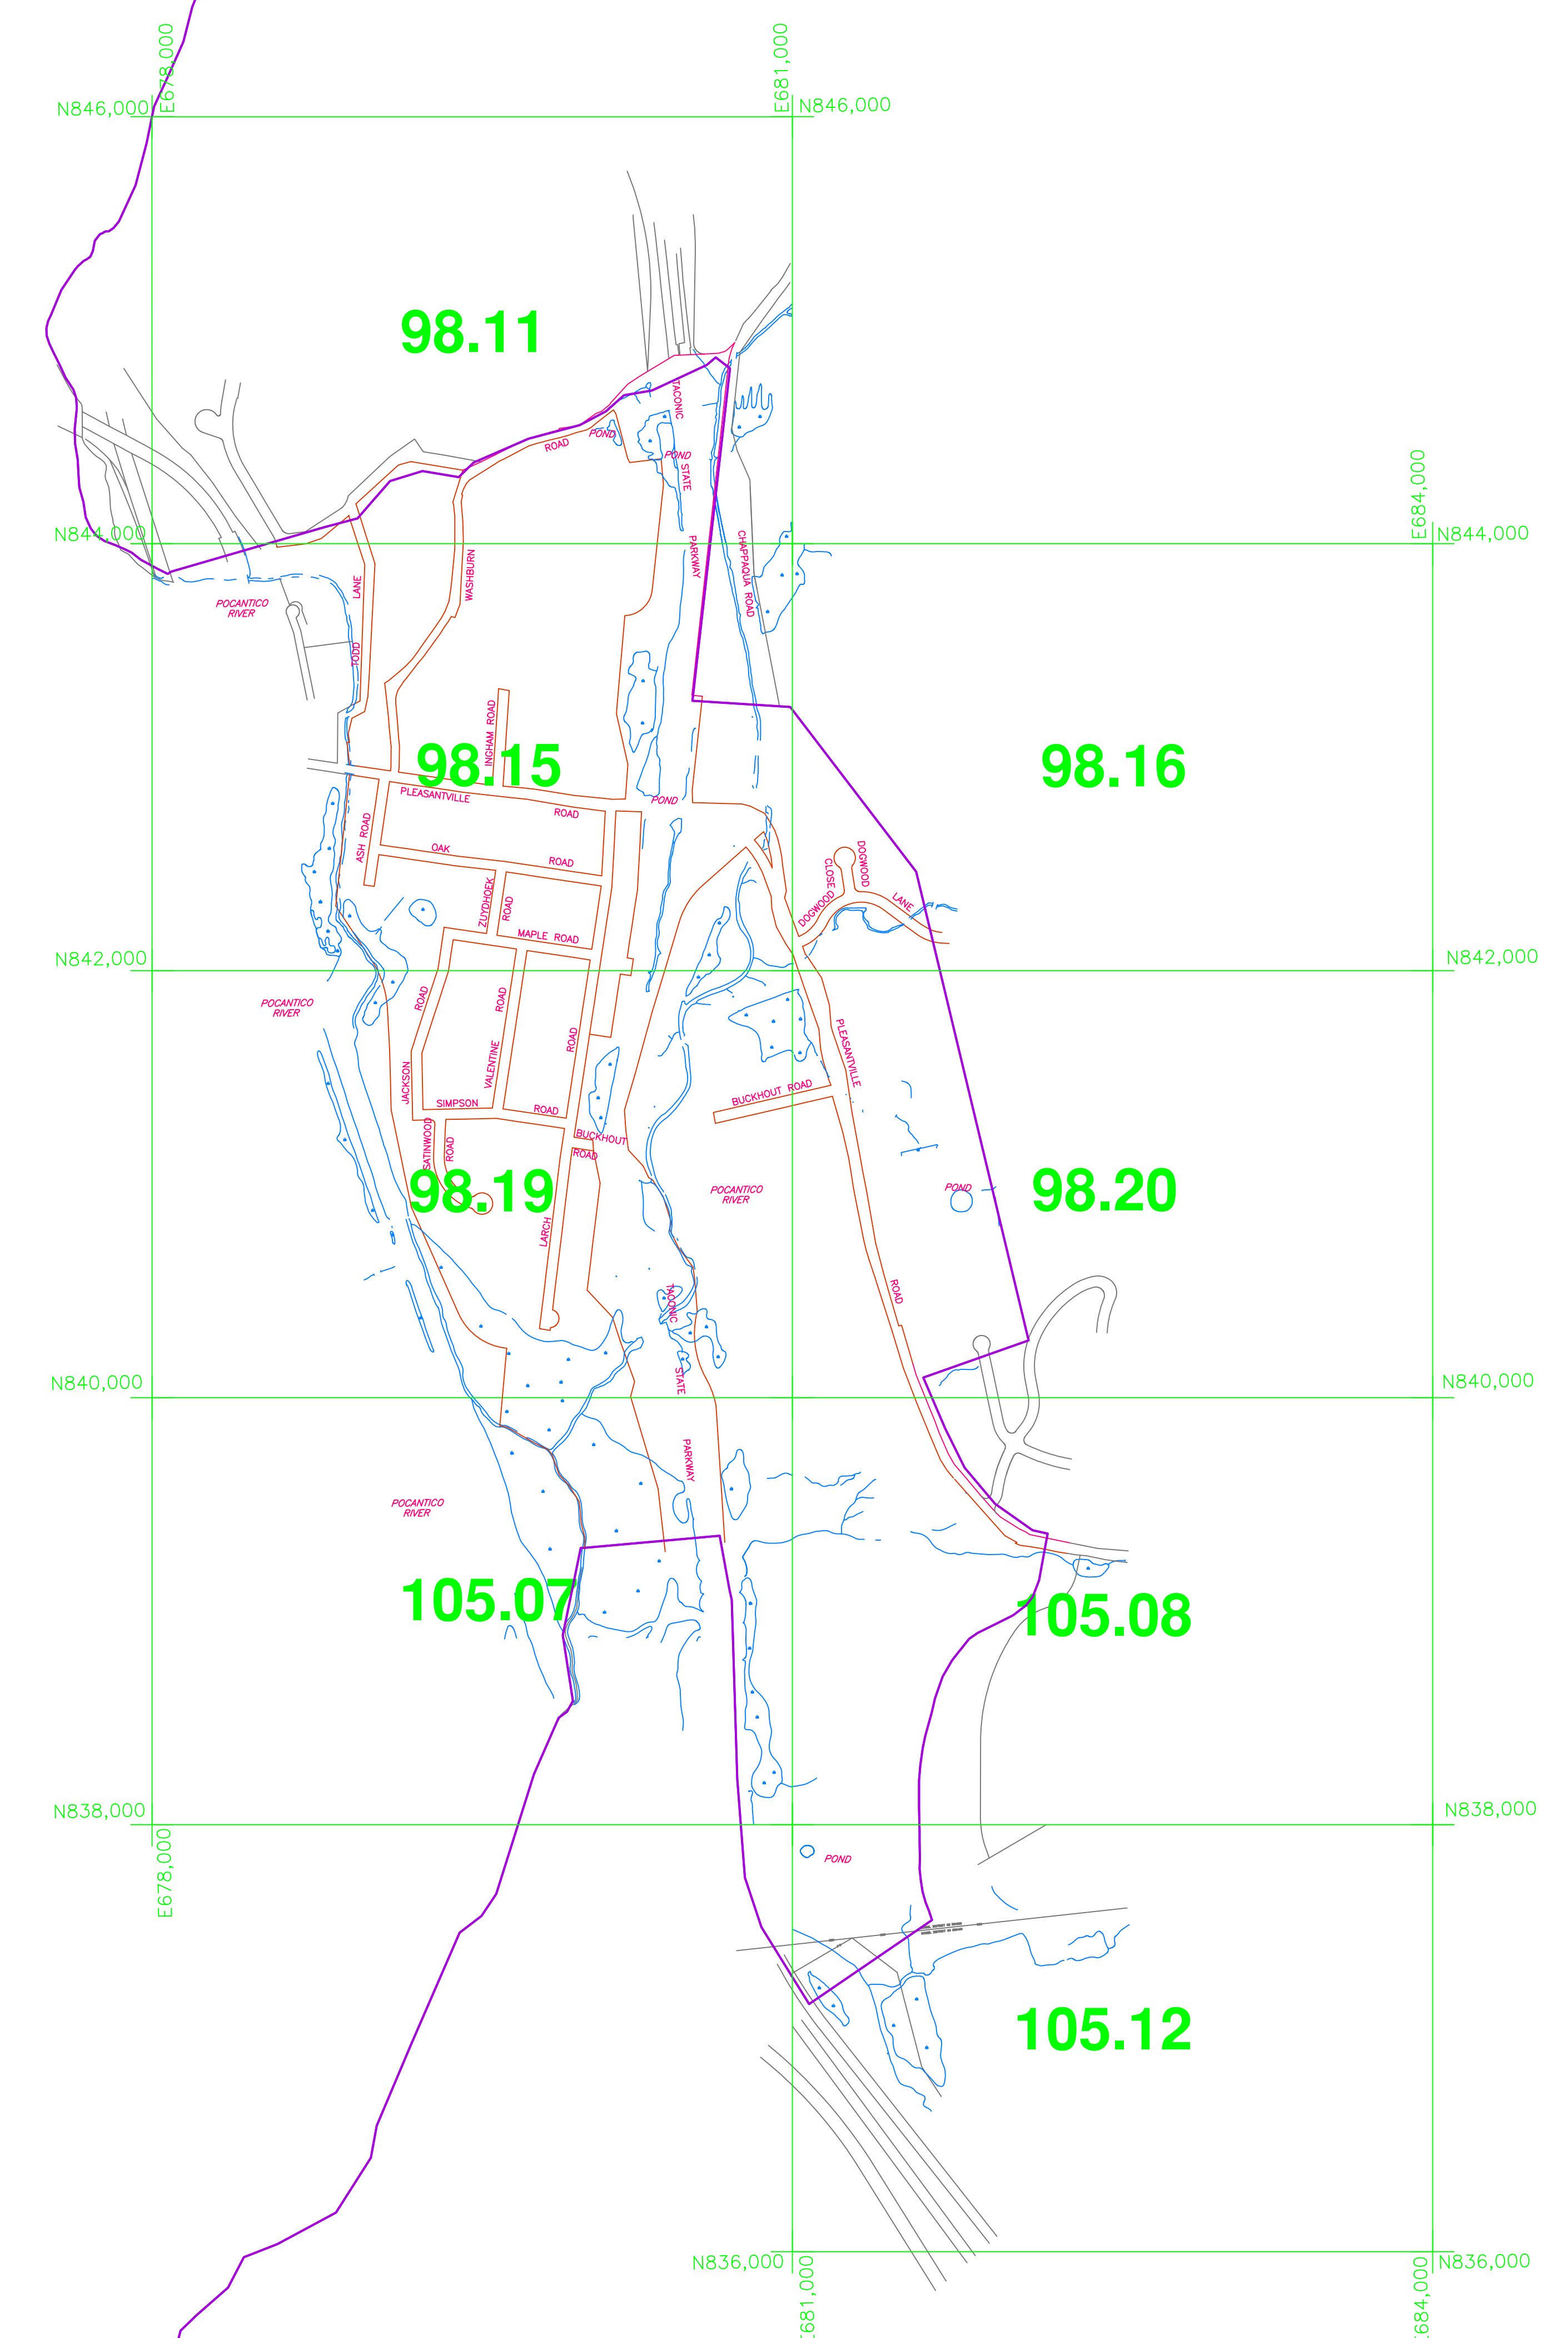 E678,000
E681,000
N846,000
N846,000
98.11
TACONIC
POND
ROAD
POND
STATE
E684,000
N844,000
N844,000
PARKWAY
CHAPPAQUA ROAD
WASHBURN
LANE
POCANTICO
RIVER
TODD
INGHAM ROAD
98.15
98.16
PLEASANTVILLE
ROAD
POND
ASH ROAD
OAK
ROAD
DOGWOOD
CLOSE
ZUYDHOEK
ROAD
DOGWOOD
LANE
MAPLE ROAD
N842,000
N842,000
POCANTICO
RIVER
ROAD
ROAD
ROAD
PLEASANTVILLE
VALENTINE
JACKSON
BUCKHOUT ROAD
SIMPSON
ROAD
SATINWOOD
ROAD
BUCKHOUT
ROAD
POCANTICO
RIVER
POND
98.19
98.20
LARCH
TACONIC
ROAD
STATE
N840,000
N840,000
PARKWAY
POCANTICO
RIVER
105.07
105.08
N838,000
N838,000
E678,000
POND
105.12
N836,000
N836,000
E681,000
E684,000